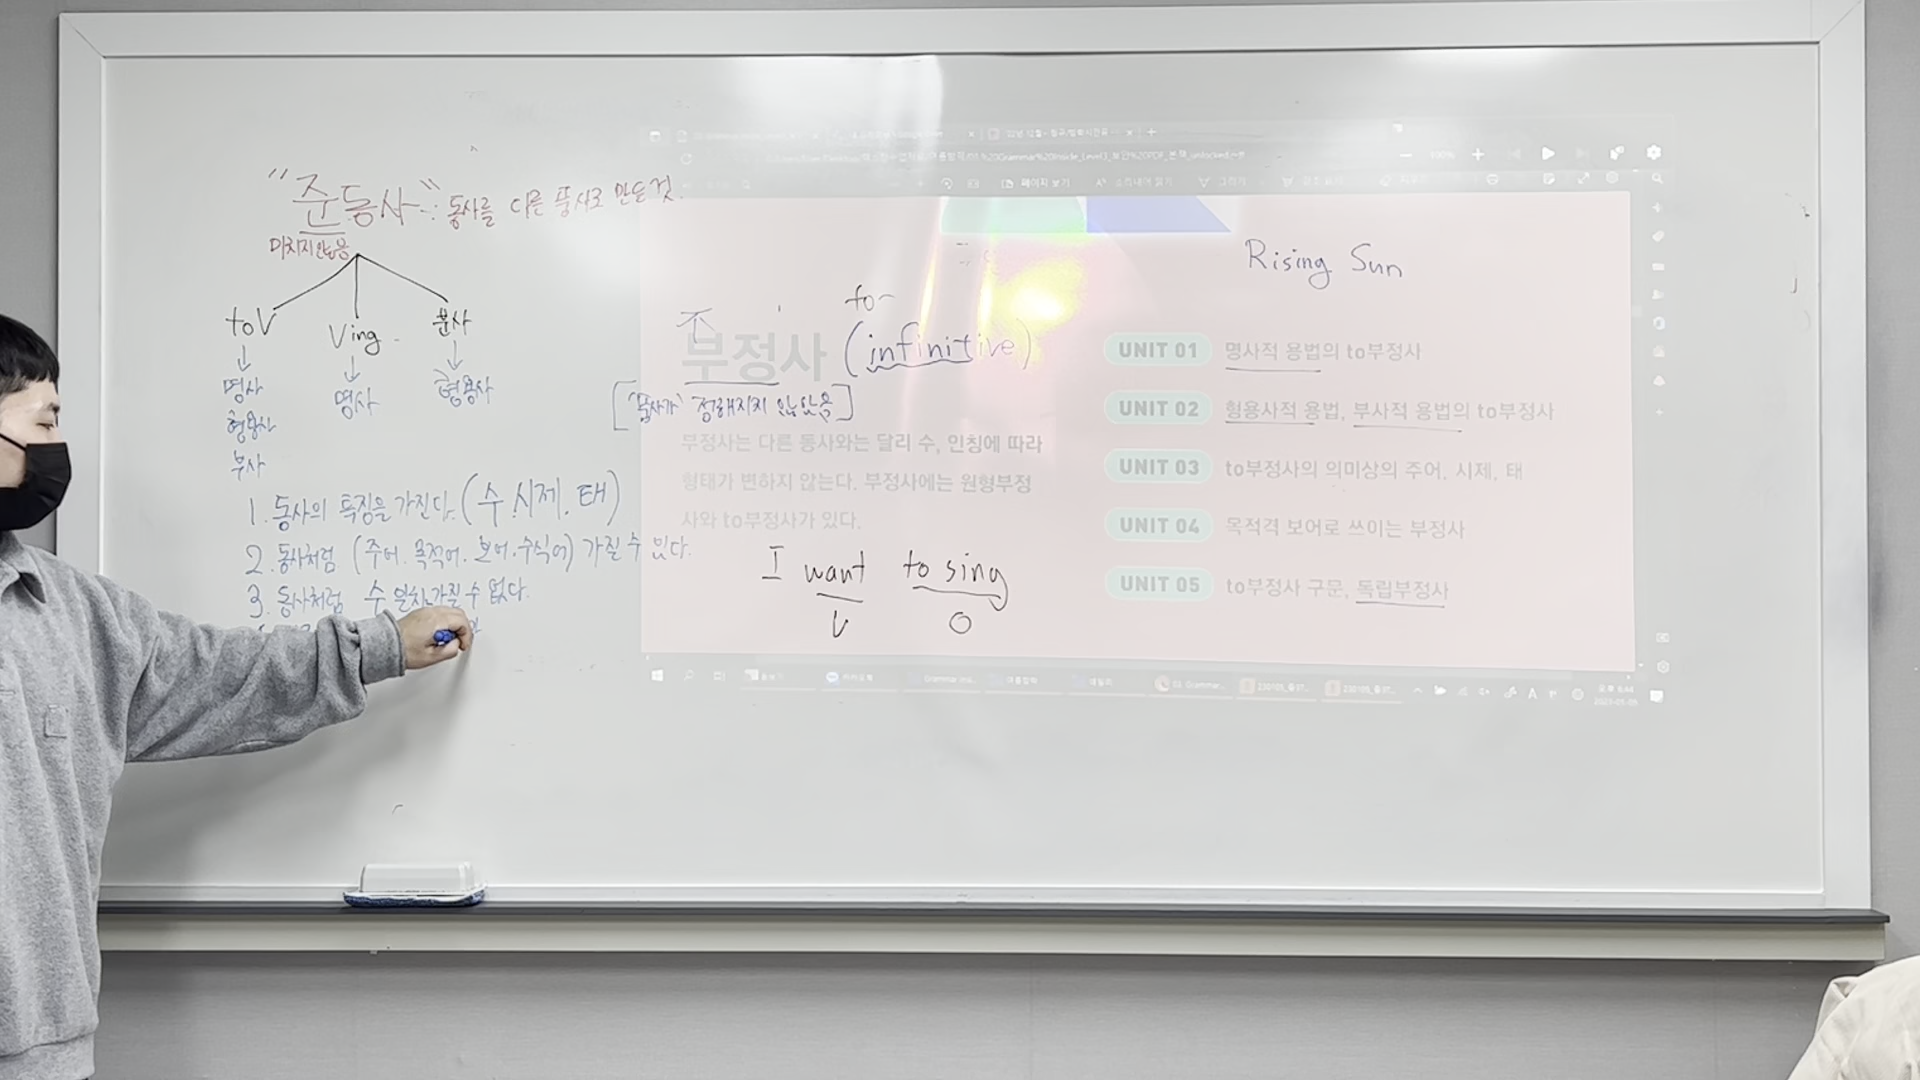 "준동사": 동사를 다른 품사로 만든 것.
미치지 않음
toV Ving 분사
↓ ↓ ↓
명사 명사 형용사
형용사
부사
1. 동사의 특징을 가진다. (수, 시제, 태)
2. 동사처럼 (주어, 목적어, 보어, 수식어) 가질 수 있다.
3. 동사처럼 수 일치 가질 수 없다.
不 to-
부정사 (infinitive)
["품사가" 정해지지 않았음]
부정사는 다른 동사와는 달리 수, 인칭에 따라
형태가 변하지 않는다. 부정사에는 원형부정
사와 to부정사가 있다.
I want to sing
V O
Rising Sun
UNIT 01 명사적 용법의 to부정사
UNIT 02 형용사적 용법, 부사적 용법의 to부정사
UNIT 03 to부정사의 의미상의 주어, 시제, 태
UNIT 04 목적격 보어로 쓰이는 부정사
UNIT 05 to부정사 구문, 독립부정사